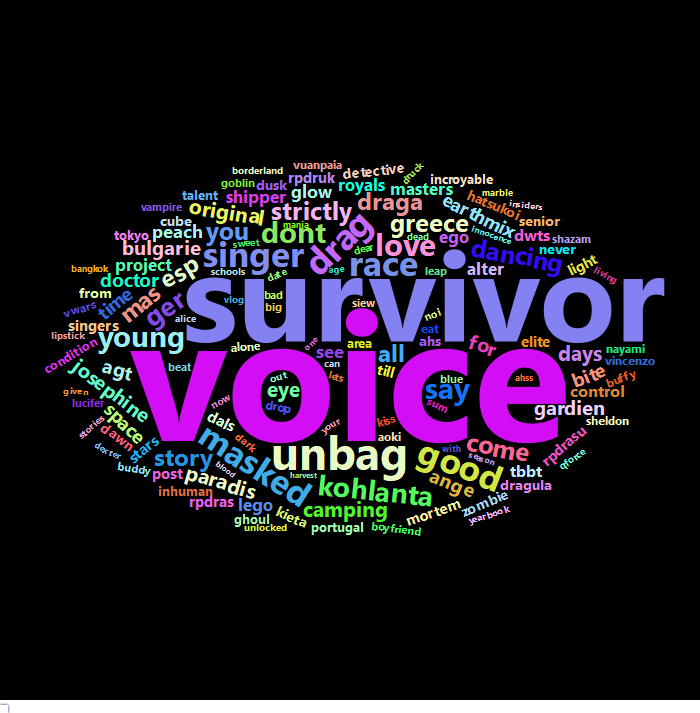 borderland
vuanpaia
detective
druck
goblin
dusk
rpdruk
royals
masters
incroyable
marble
vampire
talent
shipper
glow
draga
earthmix
hatsukoi
insiders
cube
original
strictly
drag
greece
innocence
senior
tokyo
peach
you
dont
mania
love
ego
dwts
shazam
bulgarie
sweet
dear
dead
never
bangkok
project
esp
singer
schools
date
race
age
leap
alter
dancing
light
living
from
doctor
mas
ger
vlog
bad
big
siew
noi
survivor
vwars
time
singers
alice
lipstick
young
condition
beat
alone
one
see
area
all
eat
ahs
for
elite
days
nayami
vincenzo
agt
can
till
voice
josephine
given
lucifer
out
eye
lets
blue
say
ahss
bite
buffy
control
space
now
drop
sum
gardien
sheldon
stories
dawn
stars
dals
dark
your
kiss
aoki
with
come
rpdrasu
docter
buddy
story
masked
unbag
good
season
tbbt
qforce
post
paradis
blood
harvest
kohlanta
ange
zombie
dragula
inhuman
rpdras
lego
kieta
camping
mortem
yearbook
ghoul
unlocked
portugal
boyfriend